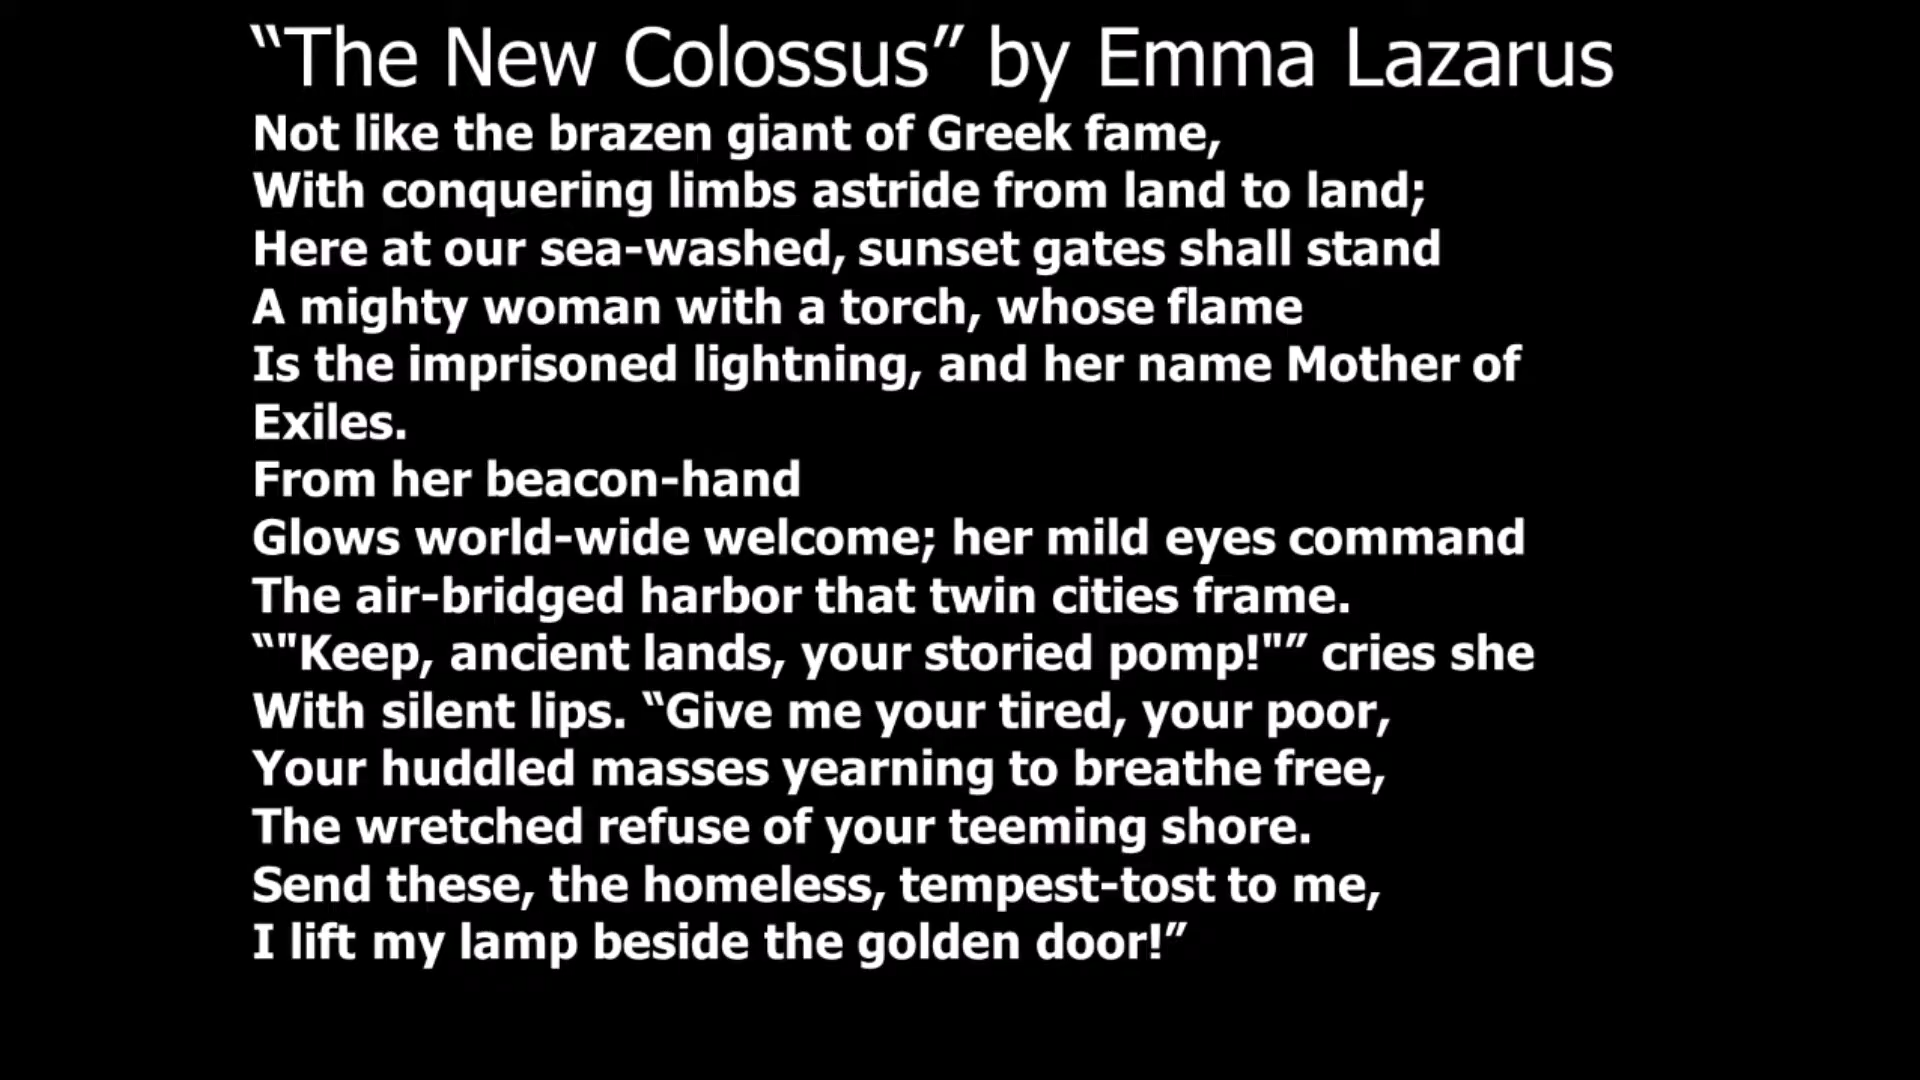 “The New Colossus” by Emma Lazarus
Not like the brazen giant of Greek fame,
With conquering limbs astride from land to land;
Here at our sea-washed, sunset gates shall stand
A mighty woman with a torch, whose flame
Is the imprisoned lightning, and her name Mother of
Exiles.
From her beacon-hand
Glows world-wide welcome; her mild eyes command
The air-bridged harbor that twin cities frame.
“"Keep, ancient lands, your storied pomp!"” cries she
With silent lips. “Give me your tired, your poor,
Your huddled masses yearning to breathe free,
The wretched refuse of your teeming shore.
Send these, the homeless, tempest-tost to me,
I lift my lamp beside the golden door!”